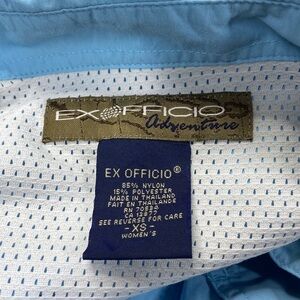 EXOFFICIO
Adventure
EX OFFICIO®
85% NYLON
15% POLYESTER
MADE IN THAILAND
FAIT EN THAILANDE
SEE REVERSE FOR CARE
- XS -
WOMEN'S